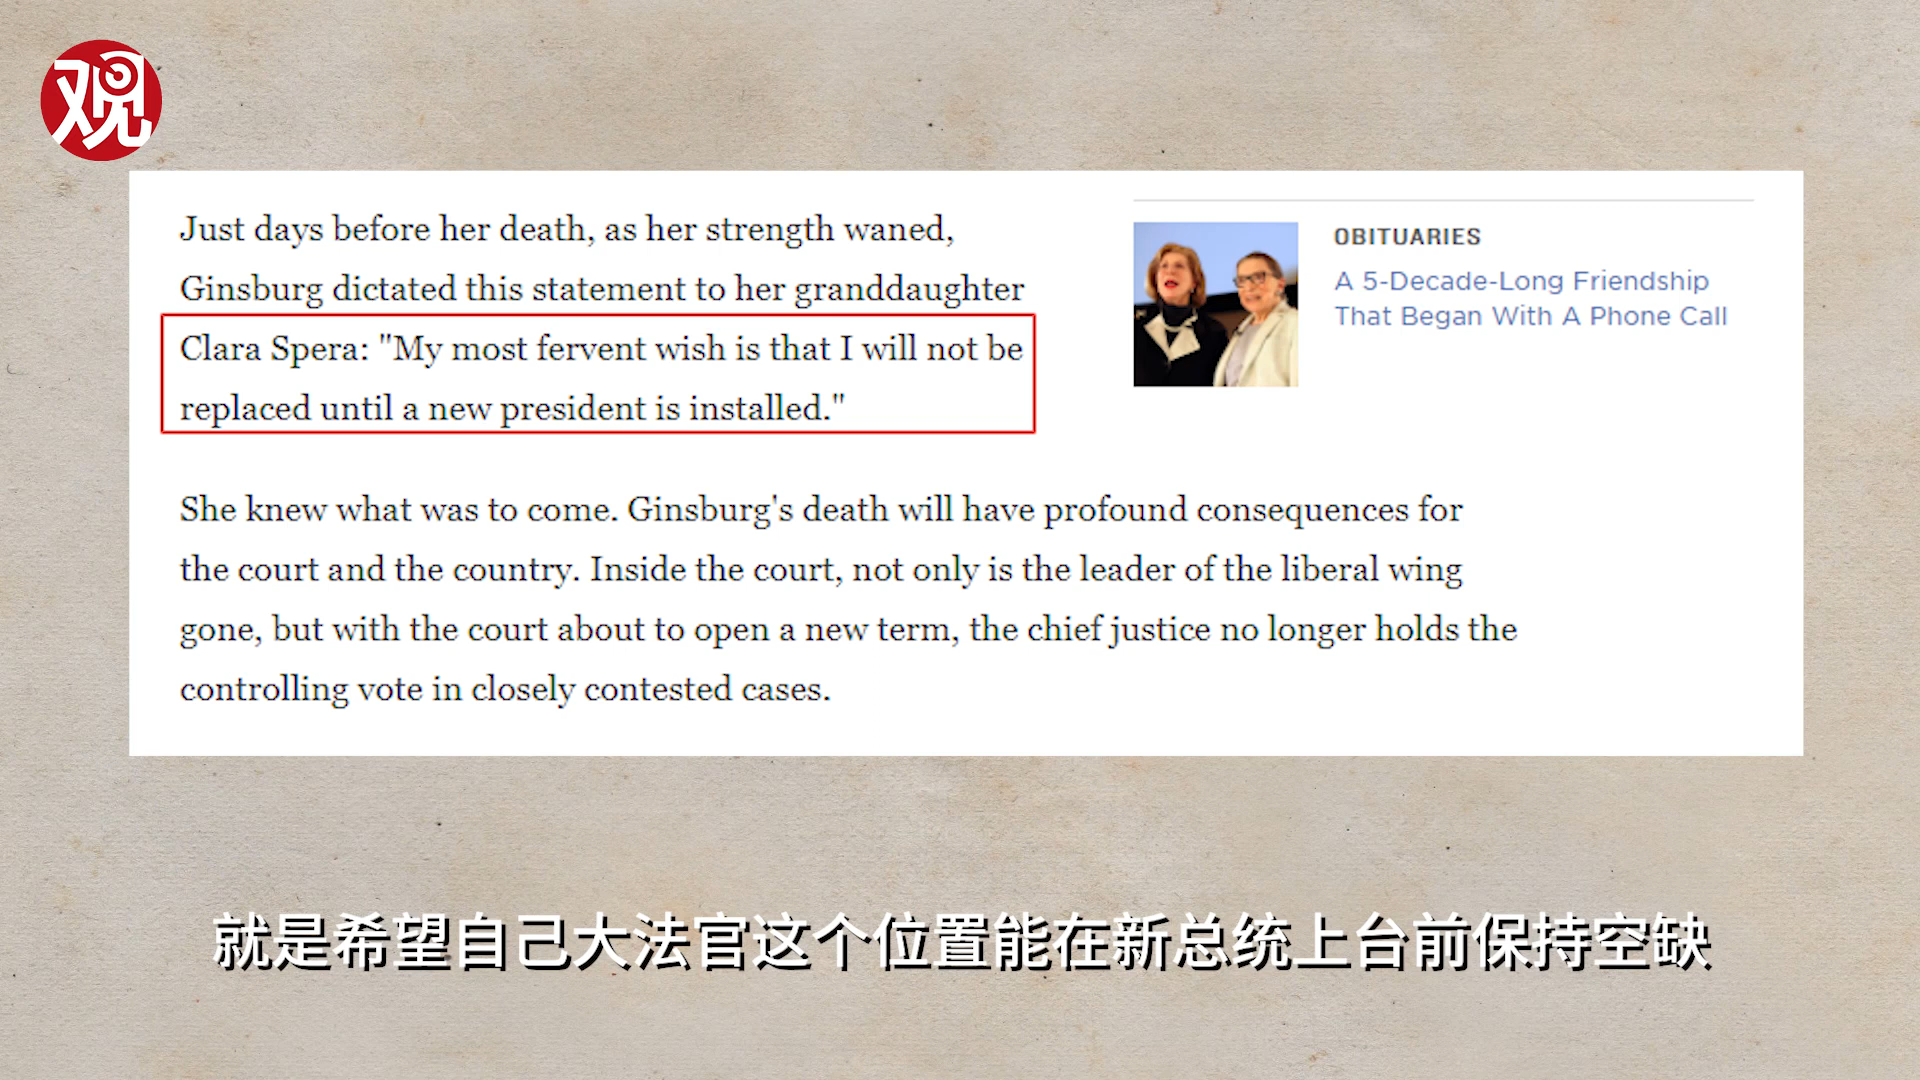 观
Just days before her death, as her strength waned,
Ginsburg dictated this statement to her granddaughter
Clara Spera: "My most fervent wish is that I will not be
replaced until a new president is installed."
OBITUARIES
A 5-Decade-Long Friendship
That Began With A Phone Call
She knew what was to come. Ginsburg's death will have profound consequences for
the court and the country. Inside the court, not only is the leader of the liberal wing
gone, but with the court about to open a new term, the chief justice no longer holds the
controlling vote in closely contested cases.
就是希望自己大法官这个位置能在新总统上台前保持空缺